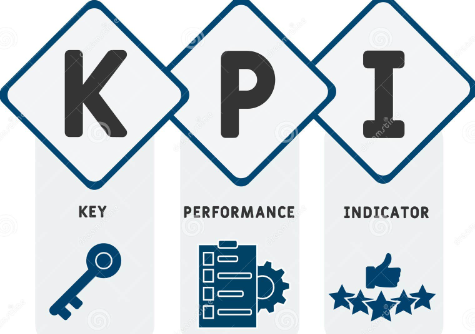 K P I
KEY PERFORMANCE INDICATOR